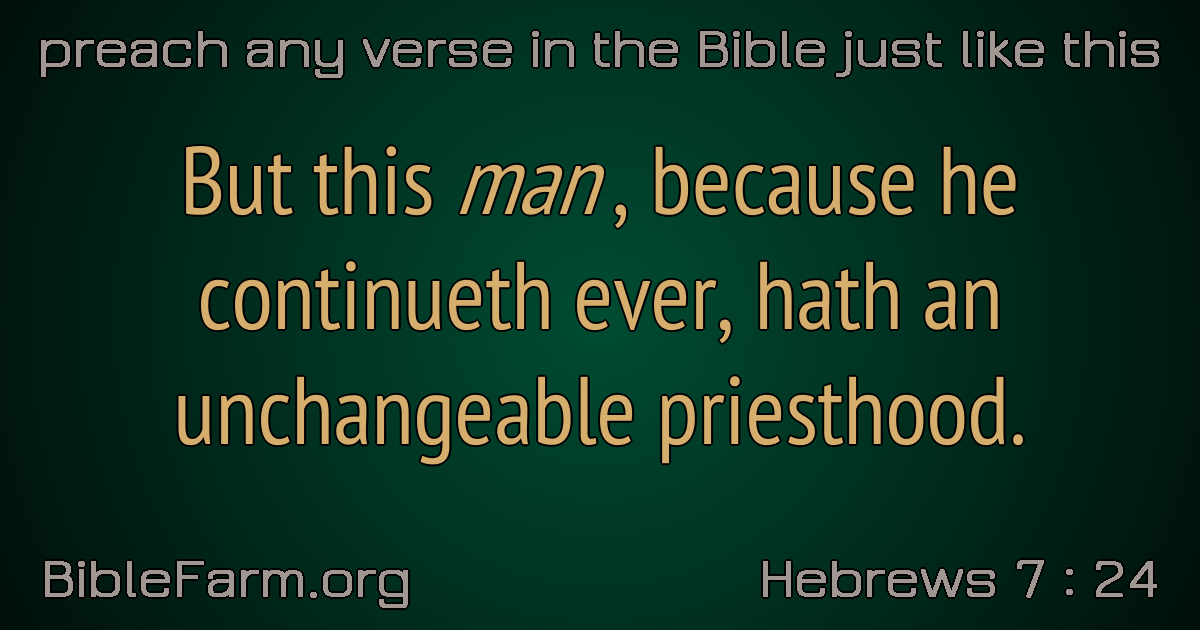 preach any verse in the Bible just like this
But this man, because he
continueth ever, hath an
unchangeable priesthood.
BibleFarm.org
Hebrews 7 : 24